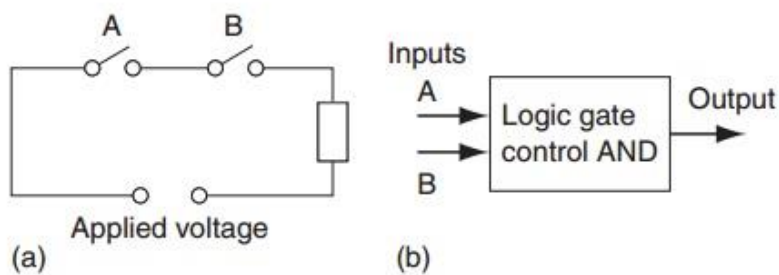 A
B
Applied voltage
(a)
Inputs
A
B
Logic gate
control AND
Output
(b)